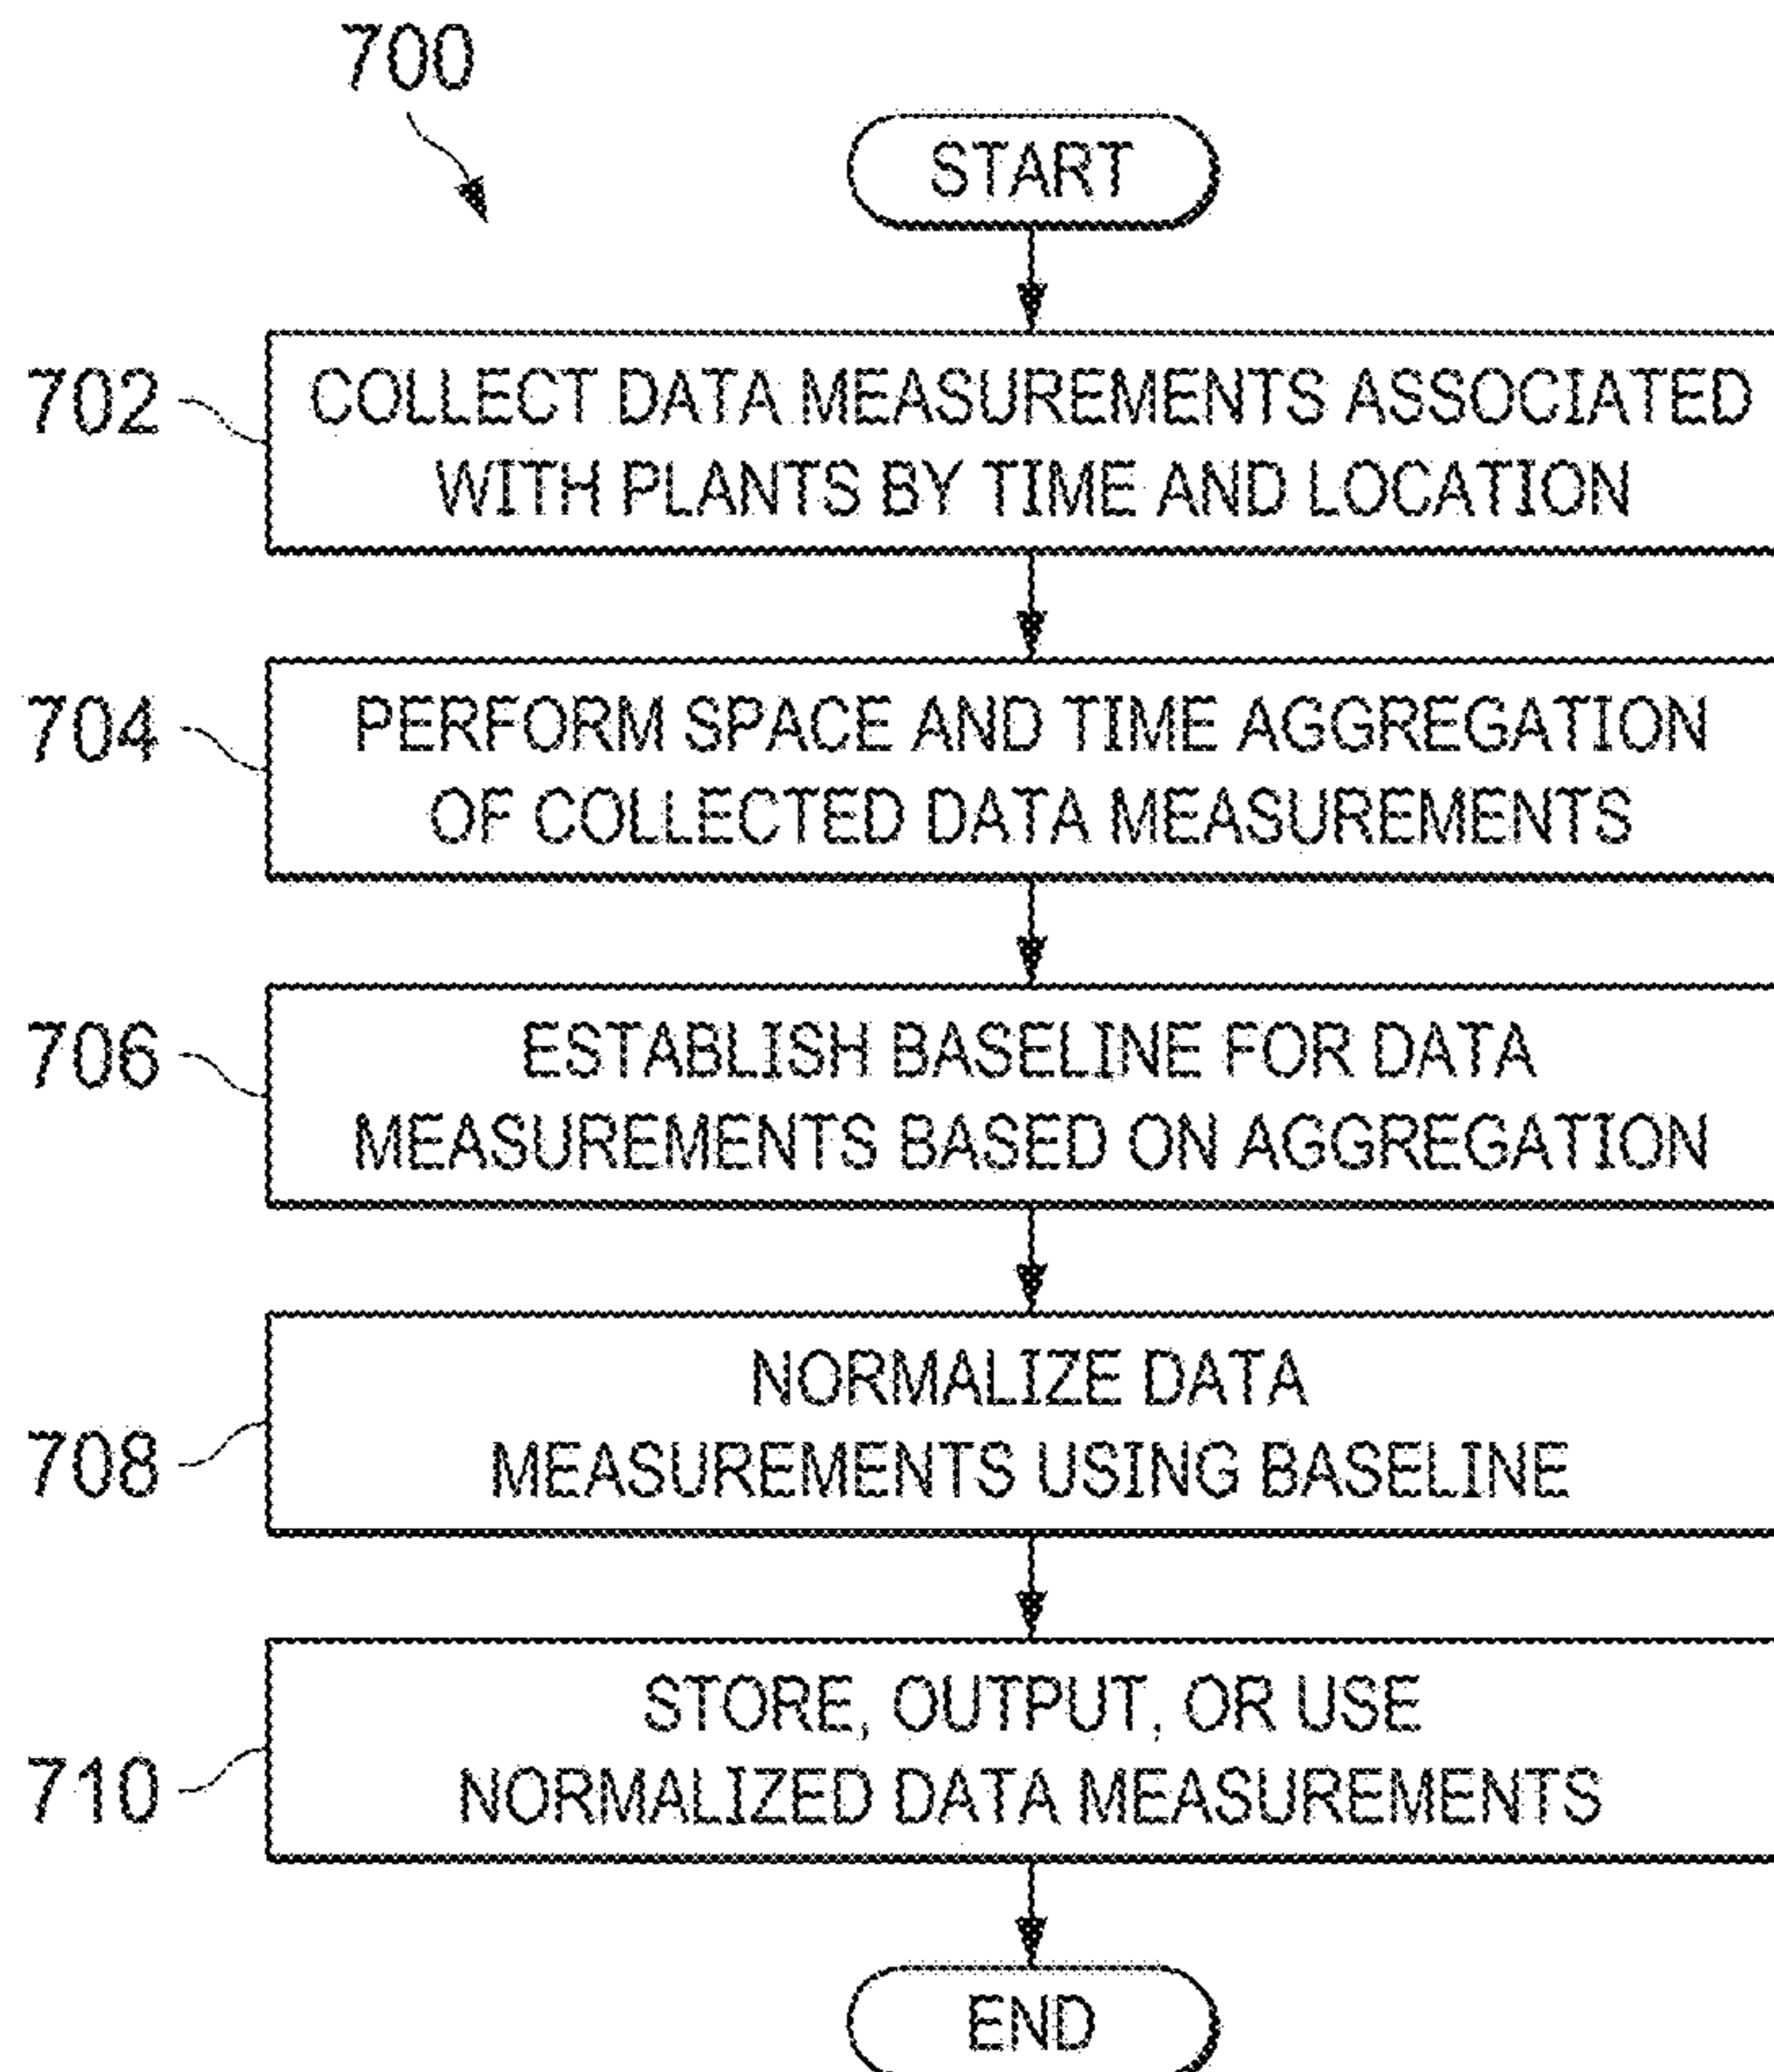 700
START
702
COLLECT DATA MEASUREMENTS ASSOCIATED
WITH PLANTS BY TIME AND LOCATION
704
PERFORM SPACE AND TIME AGGREGATION
OF COLLECTED DATA MEASUREMENTS
706
ESTABLISH BASELINE FOR DATA
MEASUREMENTS BASED ON AGGREGATION
708
NORMALIZE DATA
MEASUREMENTS USING BASELINE
710
STORE, OUTPUT, OR USE
NORMALIZED DATA MEASUREMENTS
END